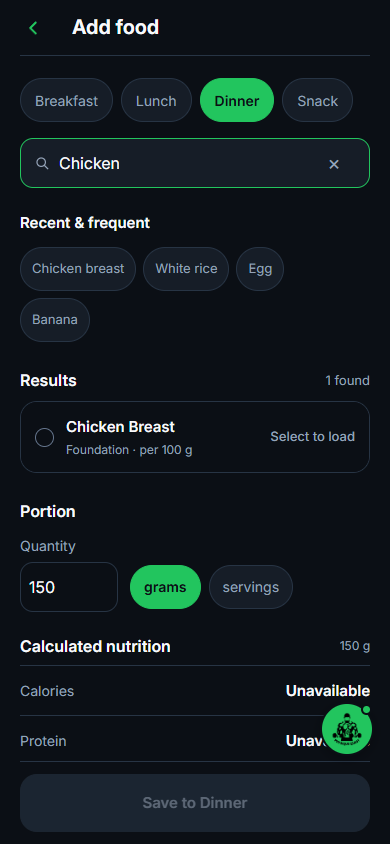 Add food
Breakfast Lunch Dinner Snack
Chicken
Recent & frequent
Chicken breast White rice Egg
Banana
Results 1 found
Chicken Breast
Select to load
Foundation · per 100 g
Portion
Quantity
150 grams servings
Calculated nutrition 150 g
Calories Unavailable
Protein
Save to Dinner